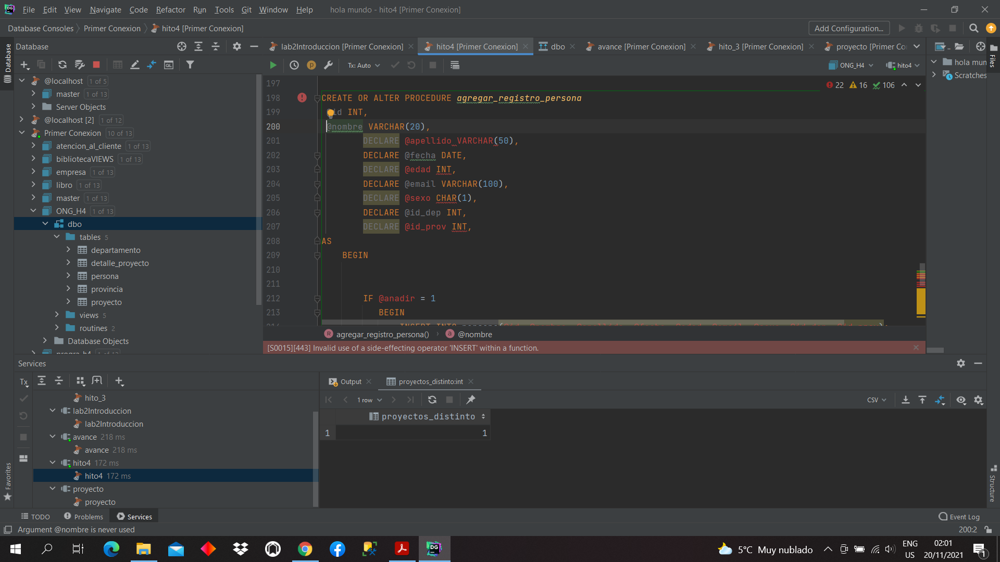 File Edit View Navigate Code Refactor Run Tools Git Window Help hola mundo - hito4 [Primer Conexion]
Database Consoles Primer Conexion hito4 [Primer Conexion] Add Configuration...
Database lab2Introduccion [Primer Conexion] hito4 [Primer Conexion] dbo avance [Primer Conexion] hito_3 [Primer Conexion] proyecto [Primer Co
Tx: Auto ONG_H4 hito4
hola mun
Scratches
Database
Files
@localhost 1 of 5
master 1 of 13
Server Objects
@localhost [2] 1 of 12
Primer Conexion 10 of 13
atencion_al_cliente 1 of 13
bibliotecaVIEWS 1 of 13
empresa 1 of 13
libro 1 of 13
master 1 of 13
ONG_H4 1 of 13
dbo
tables 5
departamento
detalle_proyecto
persona
provincia
proyecto
views 5
routines 2
Database Objects
22 16 106
197
198 CREATE OR ALTER PROCEDURE agregar_registro_persona
199 @id INT,
200 @nombre VARCHAR(20),
201 DECLARE @apellido VARCHAR(50),
202 DECLARE @fecha DATE,
203 DECLARE @edad INT,
204 DECLARE @email VARCHAR(100),
205 DECLARE @sexo CHAR(1),
206 DECLARE @id_dep INT,
207 DECLARE @id_prov INT,
208 AS
209 BEGIN
210
211
212 IF @anadir = 1
213 BEGIN
agregar_registro_persona() @nombre
[S0015][443] Invalid use of a side-effecting operator 'INSERT' within a function.
Services
Tx
hito_3
lab2Introduccion
lab2Introduccion
avance 218 ms
avance 218 ms
hito4 172 ms
hito4 172 ms
proyecto
proyecto
Output proyectos_distinto:int
1 row CSV
proyectos_distinto
1 1
Favorites
Structure
TODO Problems Services Event Log
Argument @nombre is never used 200:2
5°C Muy nublado ENG US 02:01 20/11/2021 1